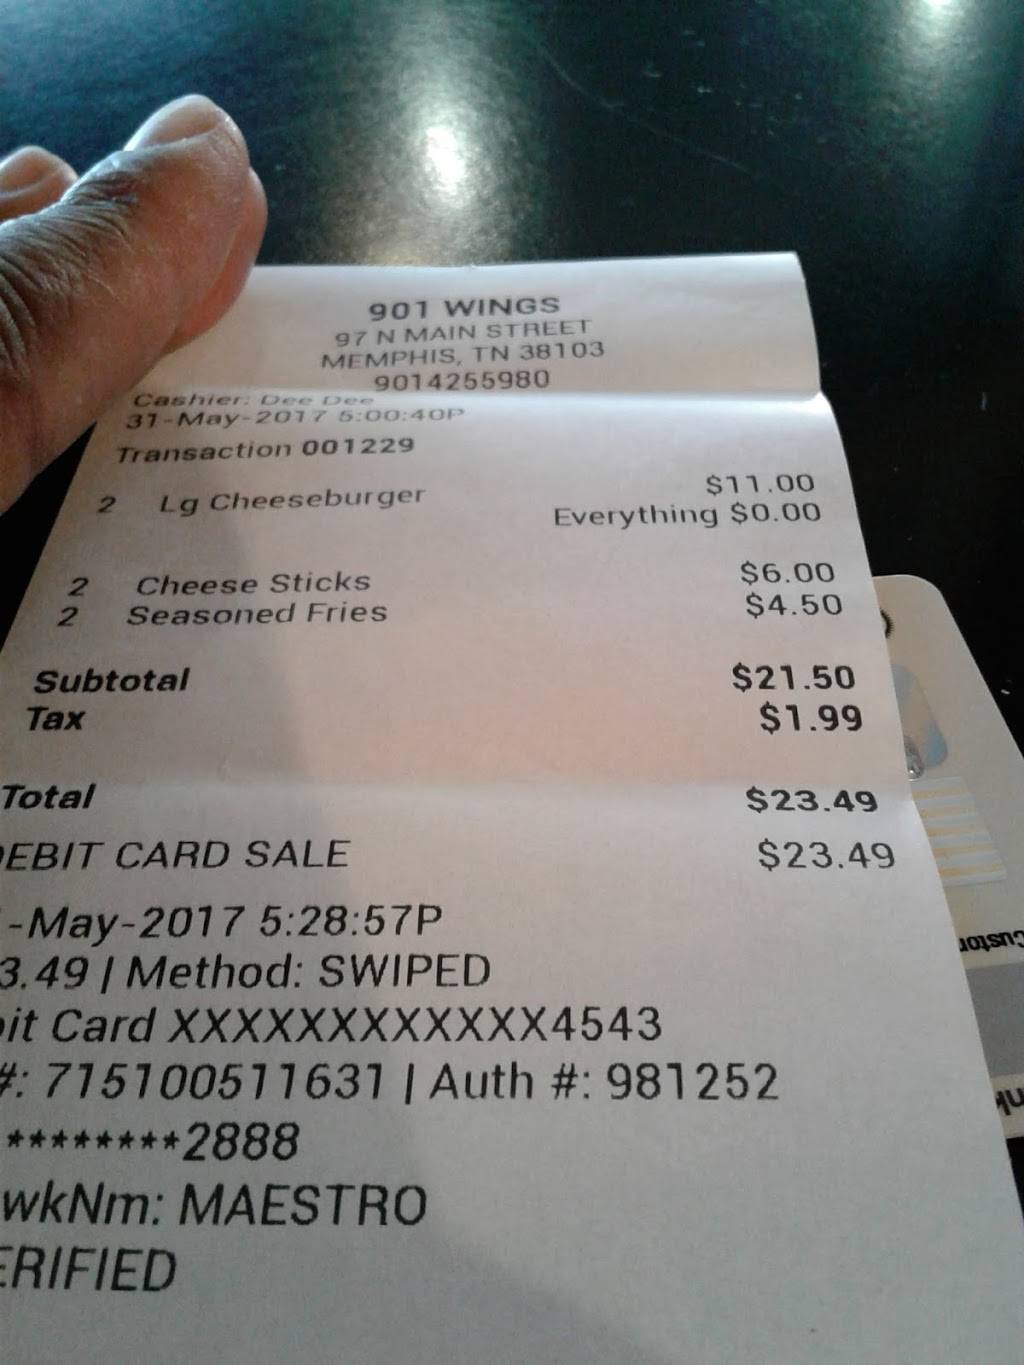 901 WINGS
97 N MAIN STREET
MEMPHIS, TN 38103
9014255980
Cashier: Dee Dee
31-May-2017 5:00:40P
Transaction 001229
2 Lg Cheeseburger $11.00
Everything $0.00
2 Cheese Sticks $6.00
2 Seasoned Fries $4.50
Subtotal $21.50
Tax $1.99
Total $23.49
DEBIT CARD SALE $23.49
-May-2017 5:28:57P
3.49 | Method: SWIPED
bit Card XXXXXXXXXXXX4543
#: 715100511631 | Auth #: 981252
********2888
wkNm: MAESTRO
ERIFIED
Custom